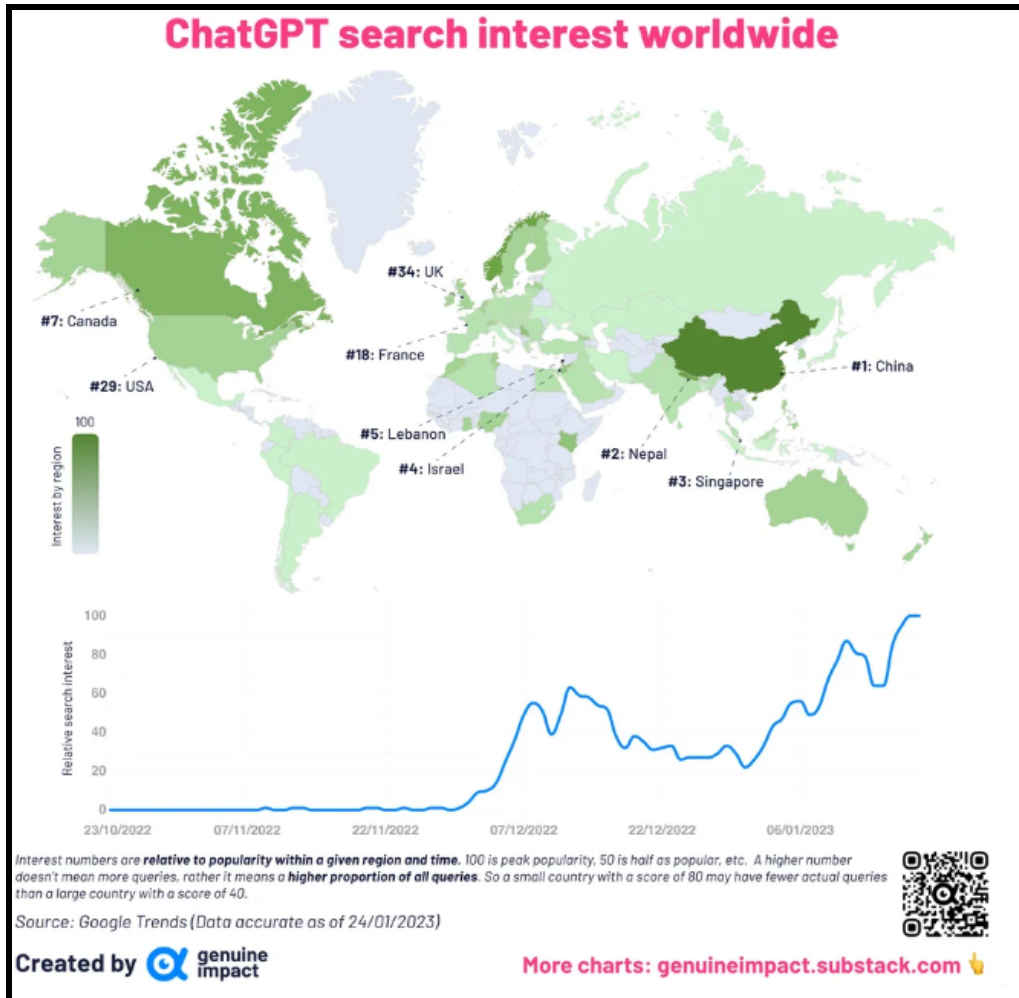 ChatGPT search interest worldwide
#34: UK
#7: Canada
#18: France
#29: USA
#1: China
#5: Lebanon
#4: Israel
#2: Nepal
#3: Singapore
100
Interest by region
100
80
60
40
20
0
Relative search interest
23/10/2022
07/11/2022
22/11/2022
07/12/2022
22/12/2022
06/01/2023
Interest numbers are relative to popularity within a given region and time. 100 is peak popularity, 50 is half as popular, etc. A higher number
doesn't mean more queries, rather it means a higher proportion of all queries. So a small country with a score of 80 may have fewer actual queries
than a large country with a score of 40.
Source: Google Trends (Data accurate as of 24/01/2023)
Created by genuine
impact
More charts: genuineimpact.substack.com 👆